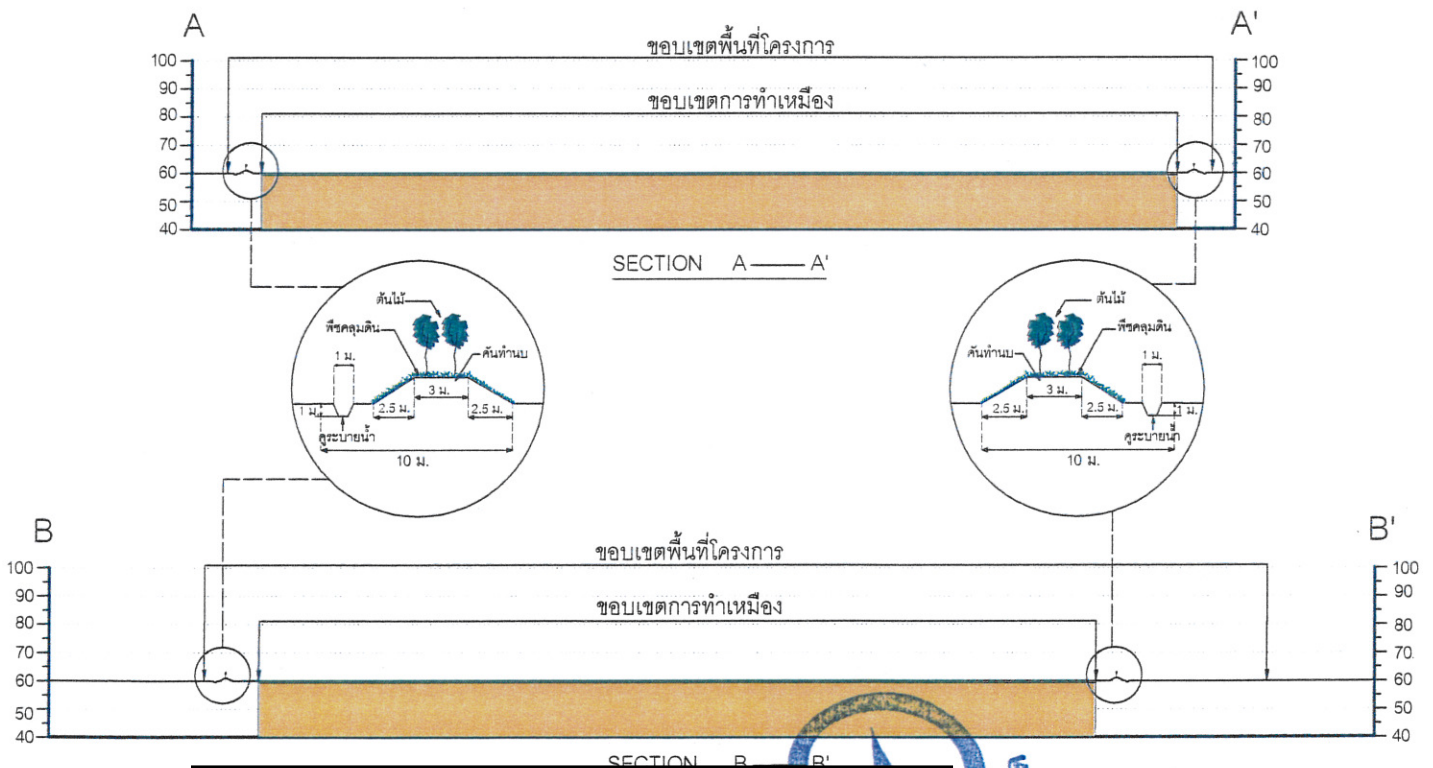 A A'
ขอบเขตพื้นที่โครงการ
100 100
90 90
ขอบเขตการทำเหมือง
80 80
70 70
60 60
50 50
40 40
SECTION A A'
ต้นไม้ ต้นไม้
พืชคลุมดิน พืชคลุมดิน
1 ม. คันทำนบ คันทำนบ 1 ม.
3 ม. 3 ม.
1 ม. 2.5 ม. 2.5 ม. 2.5 ม. 2.5 ม. 1 ม.
คูระบายน้ำ คูระบายน้ำ
10 ม. 10 ม.
B B'
ขอบเขตพื้นที่โครงการ
100 100
90 90
ขอบเขตการทำเหมือง
80 80
70 70
60 60
50 50
40 40
SECTION B B'